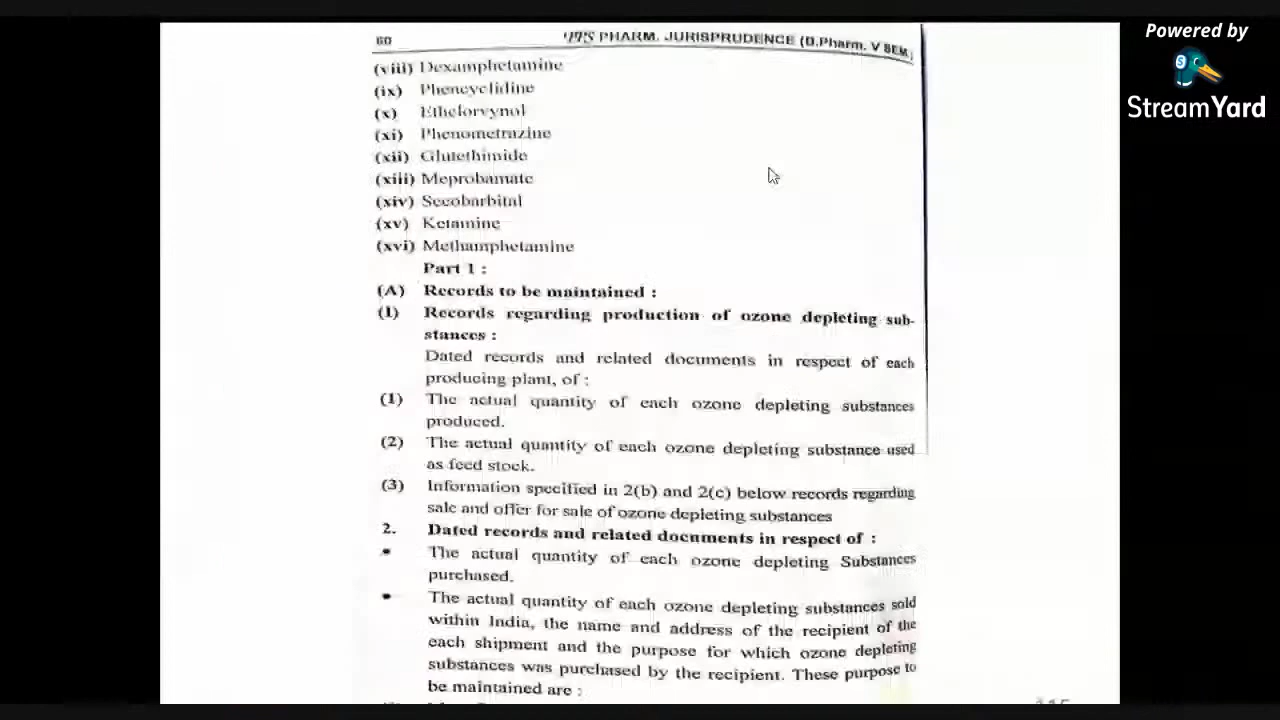 60 PHARM. JURISPRUDENCE (B.Pharm. V SEM.)
Powered by
StreamYard
(viii) Dexamphetamine
(ix) Phencyclidine
(x) Ethclorvynol
(xi) Phenometrazine
(xii) Glutethimide
(xiii) Meprobamate
(xiv) Secobarbital
(xv) Ketamine
(xvi) Methamphetamine
Part 1 :
(A) Records to be maintained :
(1) Records regarding production of ozone depleting sub-
stances :
Dated records and related documents in respect of each
producing plant, of :
(1) The actual quantity of each ozone depleting substances
produced.
(2) The actual quantity of each ozone depleting substance used
as feed stock.
(3) Information specified in 2(b) and 2(c) below records regarding
sale and offer for sale of ozone depleting substances
2. Dated records and related documents in respect of :
• The actual quantity of each ozone depleting Substances
purchased.
• The actual quantity of each ozone depleting substances sold
within India, the name and address of the recipient of the
each shipment and the purpose for which ozone depleting
substances was purchased by the recipient. These purpose to
be maintained are :